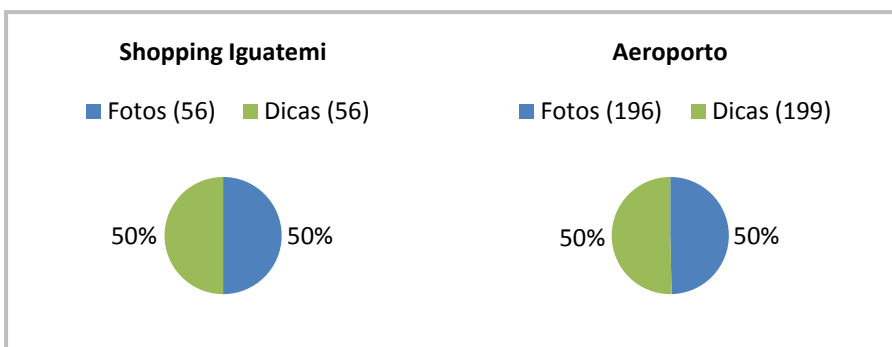 Shopping Iguatemi
Fotos (56) Dicas (56)
50% 50%
Aeroporto
Fotos (196) Dicas (199)
50% 50%